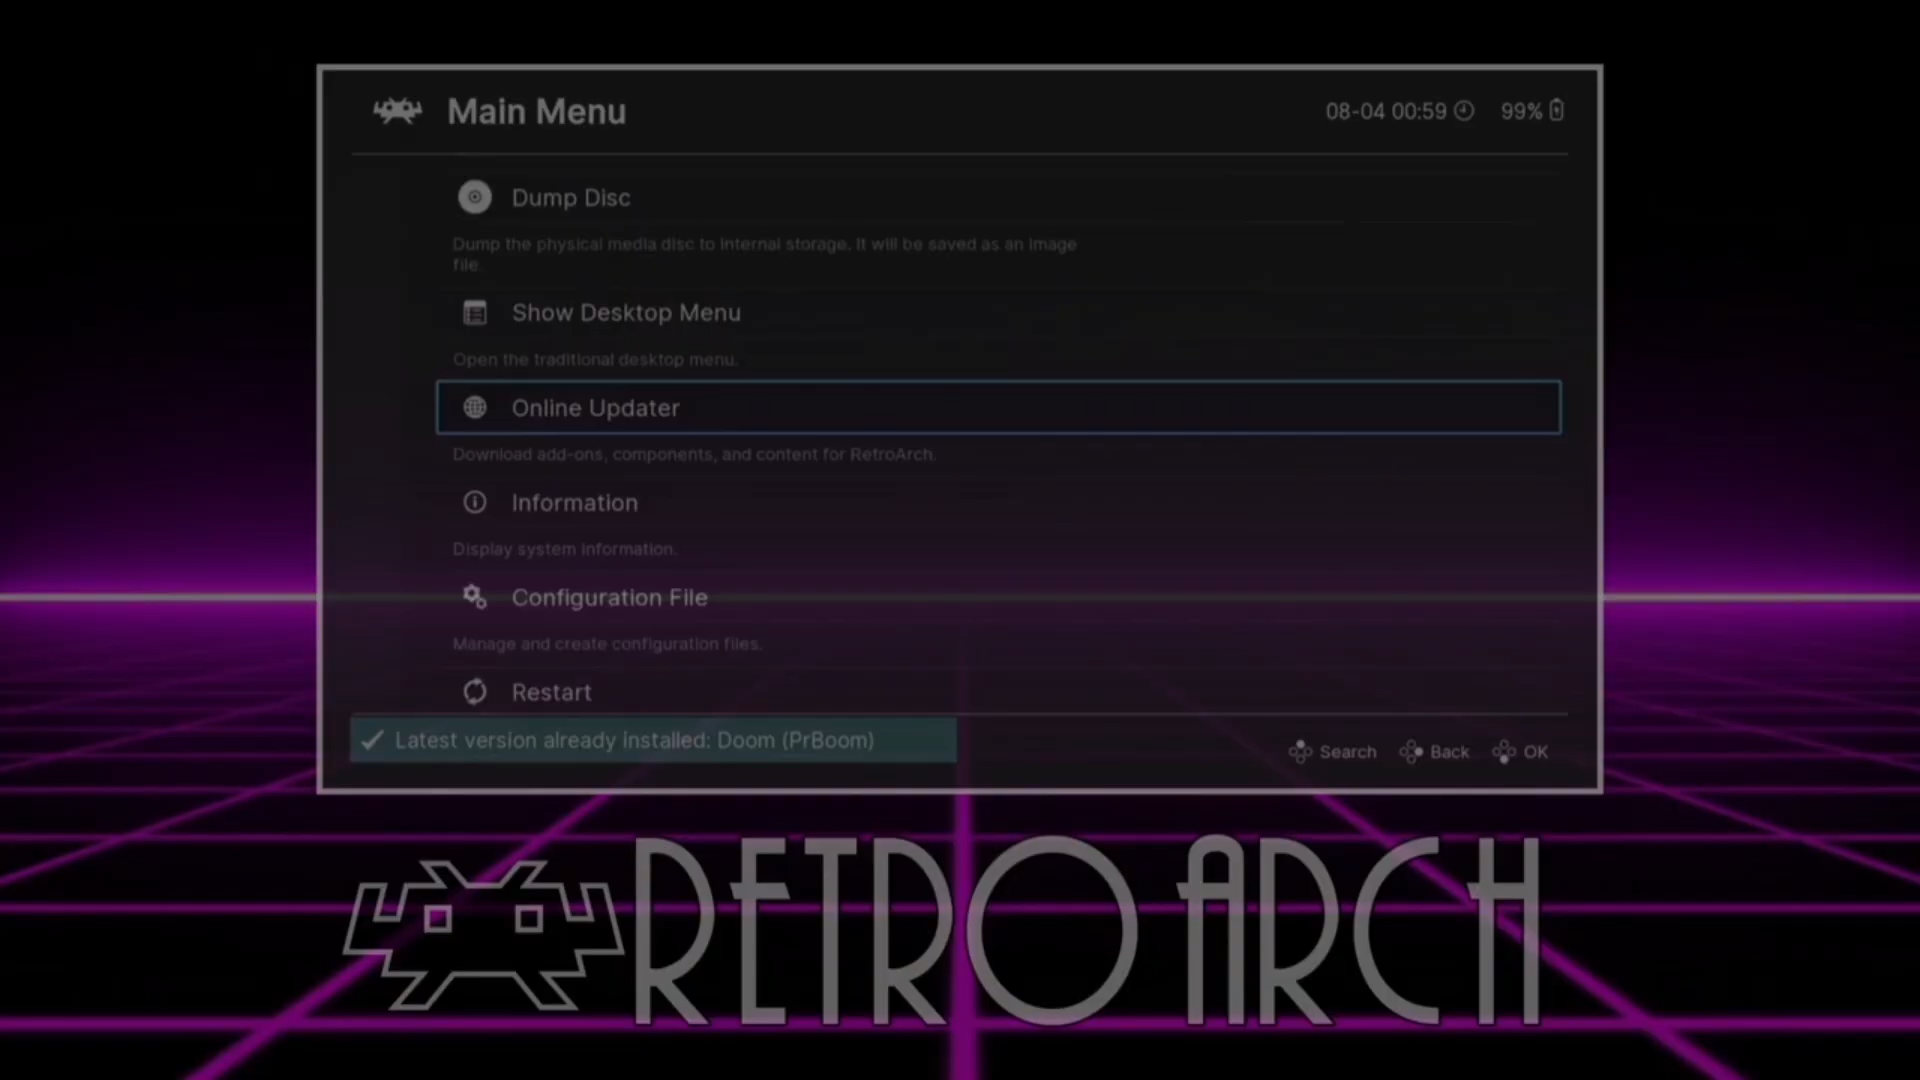 Main Menu
08-04 00:59
99%
Dump Disc
Dump the physical media disc to internal storage. It will be saved as an image
file.
Show Desktop Menu
Open the traditional desktop menu.
Online Updater
Download add-ons, components, and content for RetroArch.
Information
Display system information.
Configuration File
Manage and create configuration files.
Restart
Latest version already installed: Doom (PrBoom)
Search
Back
OK
RETROARCH